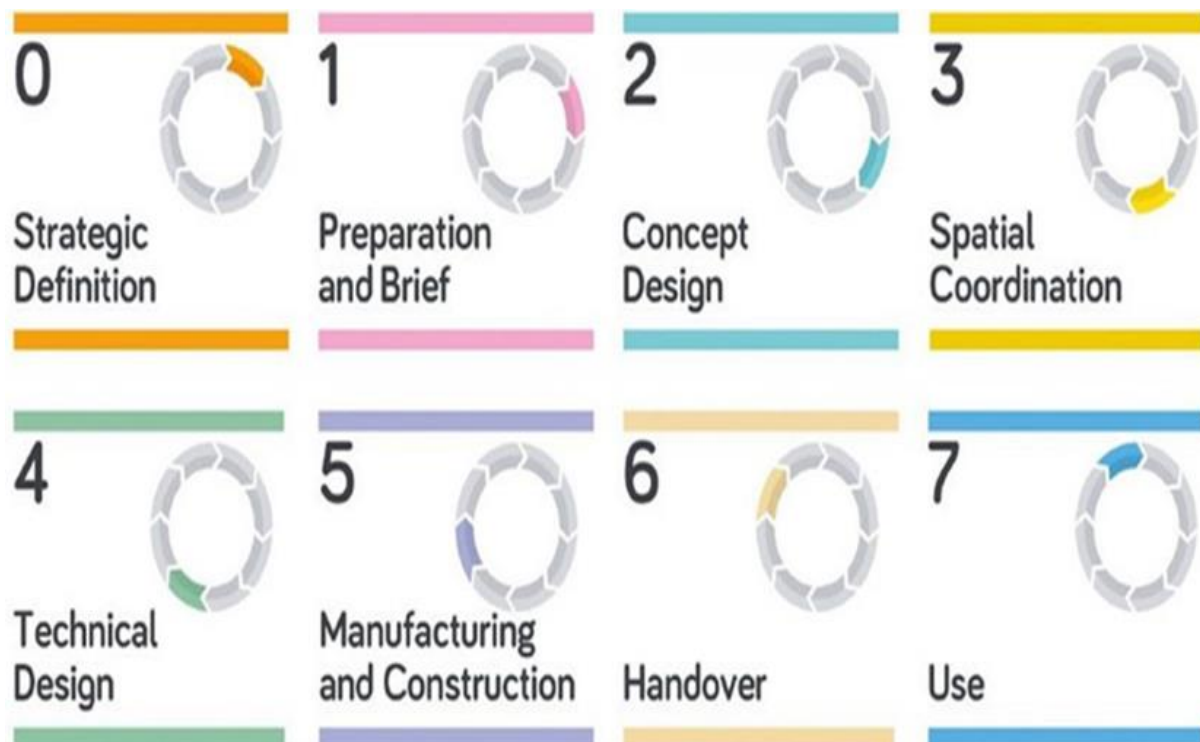 0
Strategic
Definition
1
Preparation
and Brief
2
Concept
Design
3
Spatial
Coordination
4
Technical
Design
5
Manufacturing
and Construction
6
Handover
7
Use